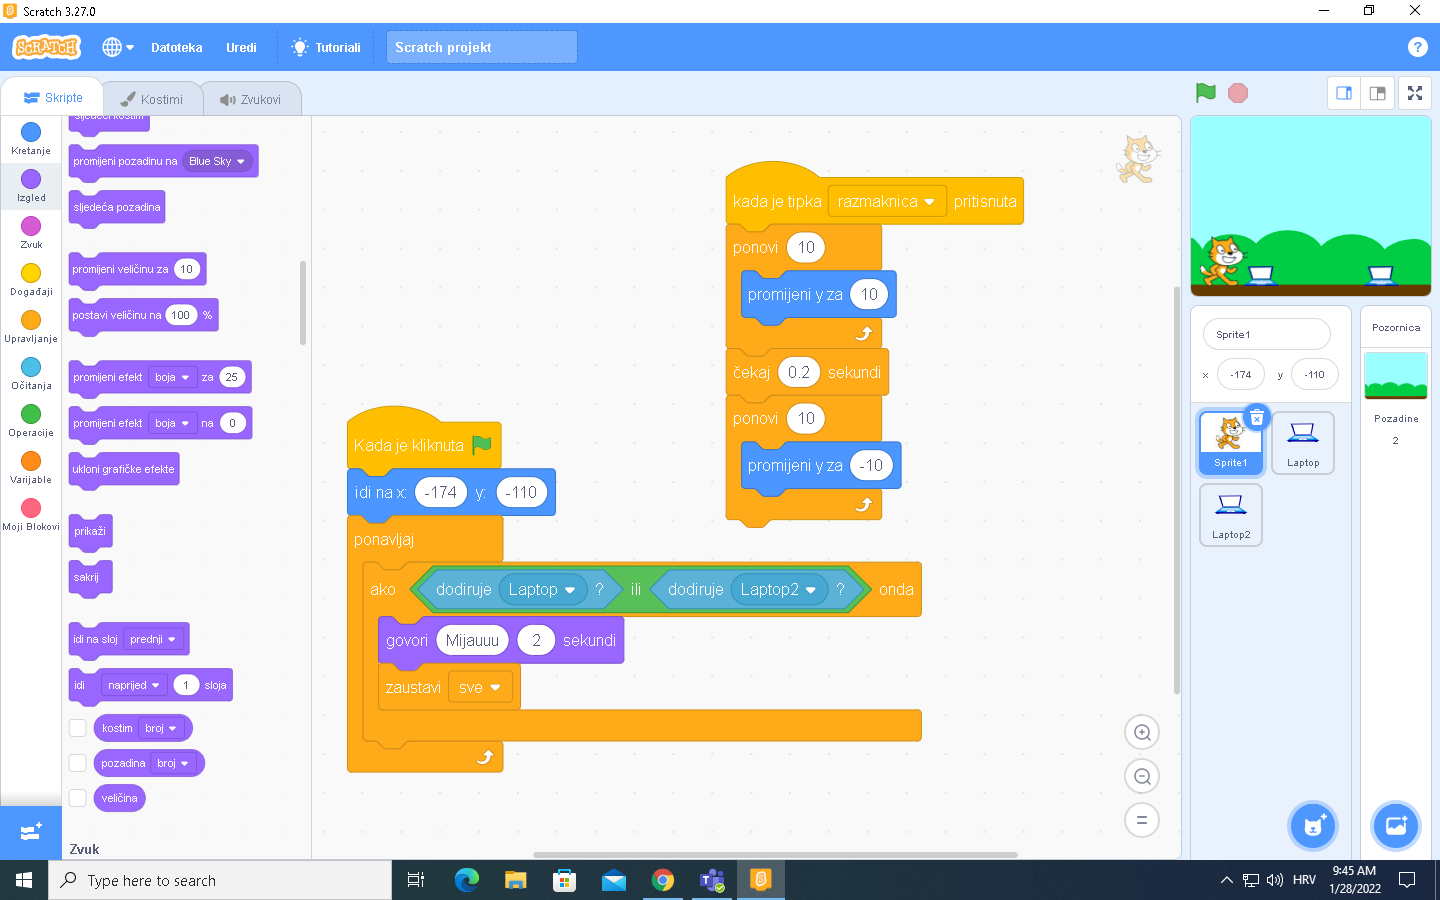 Scratch 3.27.0
SCRATCH
Datoteka
Uredi
Tutoriali
Scratch projekt
?
Skripte
Kostimi
Zvukovi
Kretanje
Izgled
Zvuk
Događaji
Upravljanje
Očitanja
Operacije
Varijable
Moji Blokovi
sljedeći kostim
promijeni pozadinu na Blue Sky
sljedeća pozadina
promijeni veličinu za 10
postavi veličinu na 100 %
promijeni efekt boja za 25
promijeni efekt boja na 0
ukloni grafičke efekte
prikaži
sakrij
idi na sloj prednji
idi naprijed 1 sloja
kostim broj
pozadina broj
veličina
Zvuk
kada je tipka razmaknica pritisnuta
ponovi 10
promijeni y za 10
čekaj 0.2 sekundi
ponovi 10
promijeni y za -10
Kada je kliknuta
idi na x: -174 y: -110
ponavljaj
ako dodiruje Laptop ? ili dodiruje Laptop2 ? onda
govori Mijauuu 2 sekundi
zaustavi sve
Sprite1
x -174 y -110
Sprite1
Laptop
Laptop2
Pozornica
Pozadine
2
Type here to search
HRV
9:45 AM
1/28/2022